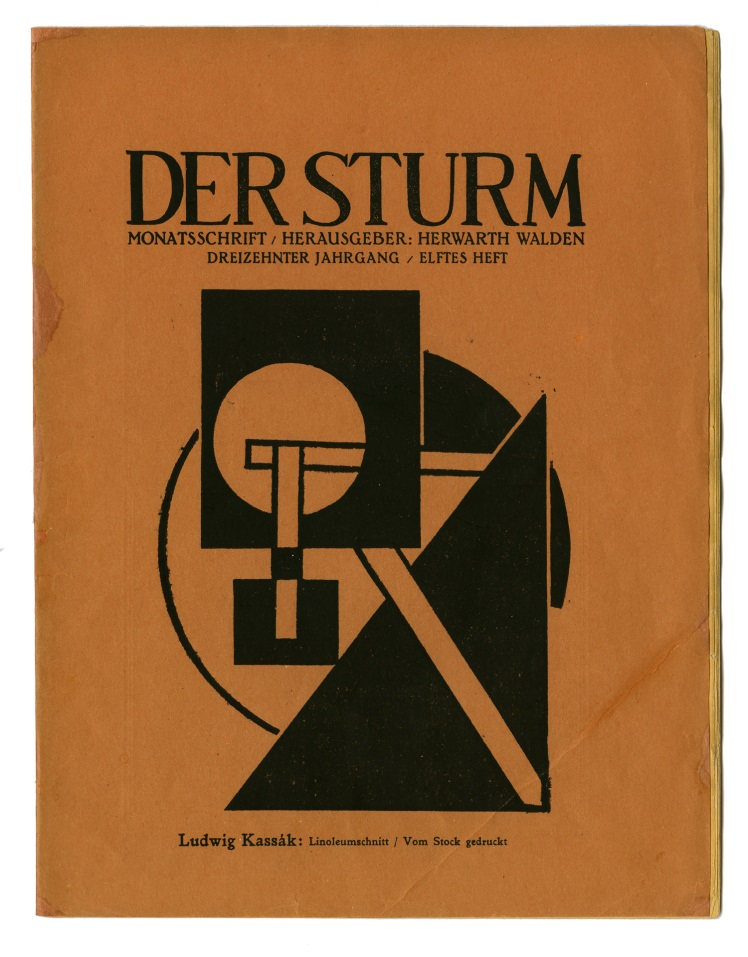 DER STURM
MONATSSCHRIFT / HERAUSGEBER: HERWARTH WALDEN
DREIZEHNTER JAHRGANG / ELFTES HEFT
Ludwig Kassák: Linoleumschnitt / Vom Stock gedruckt